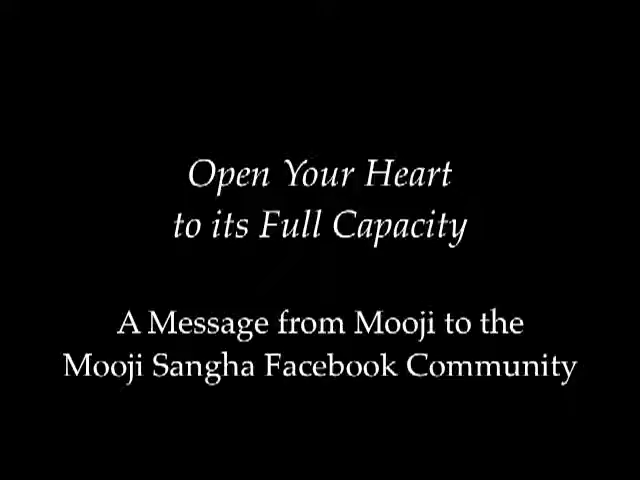 Open Your Heart
to its Full Capacity
A Message from Mooji to the
Mooji Sangha Facebook Community